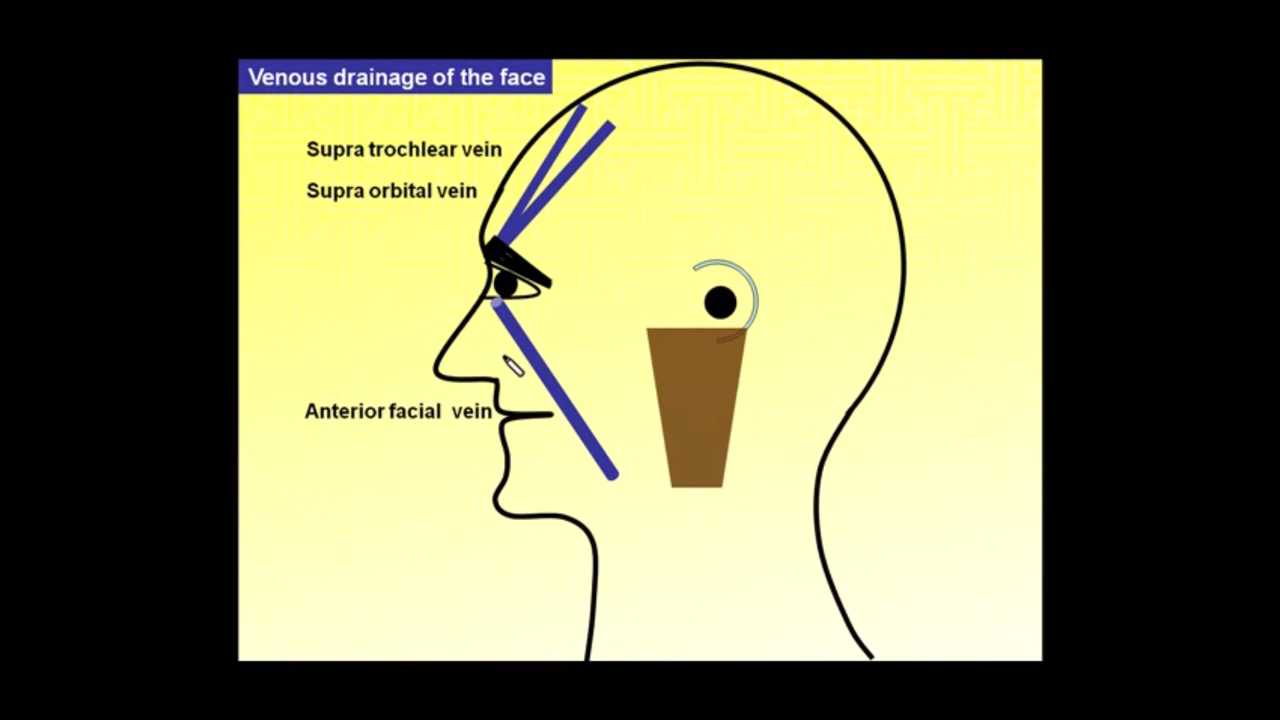 Venous drainage of the face
Supra trochlear vein
Supra orbital vein
Anterior facial vein